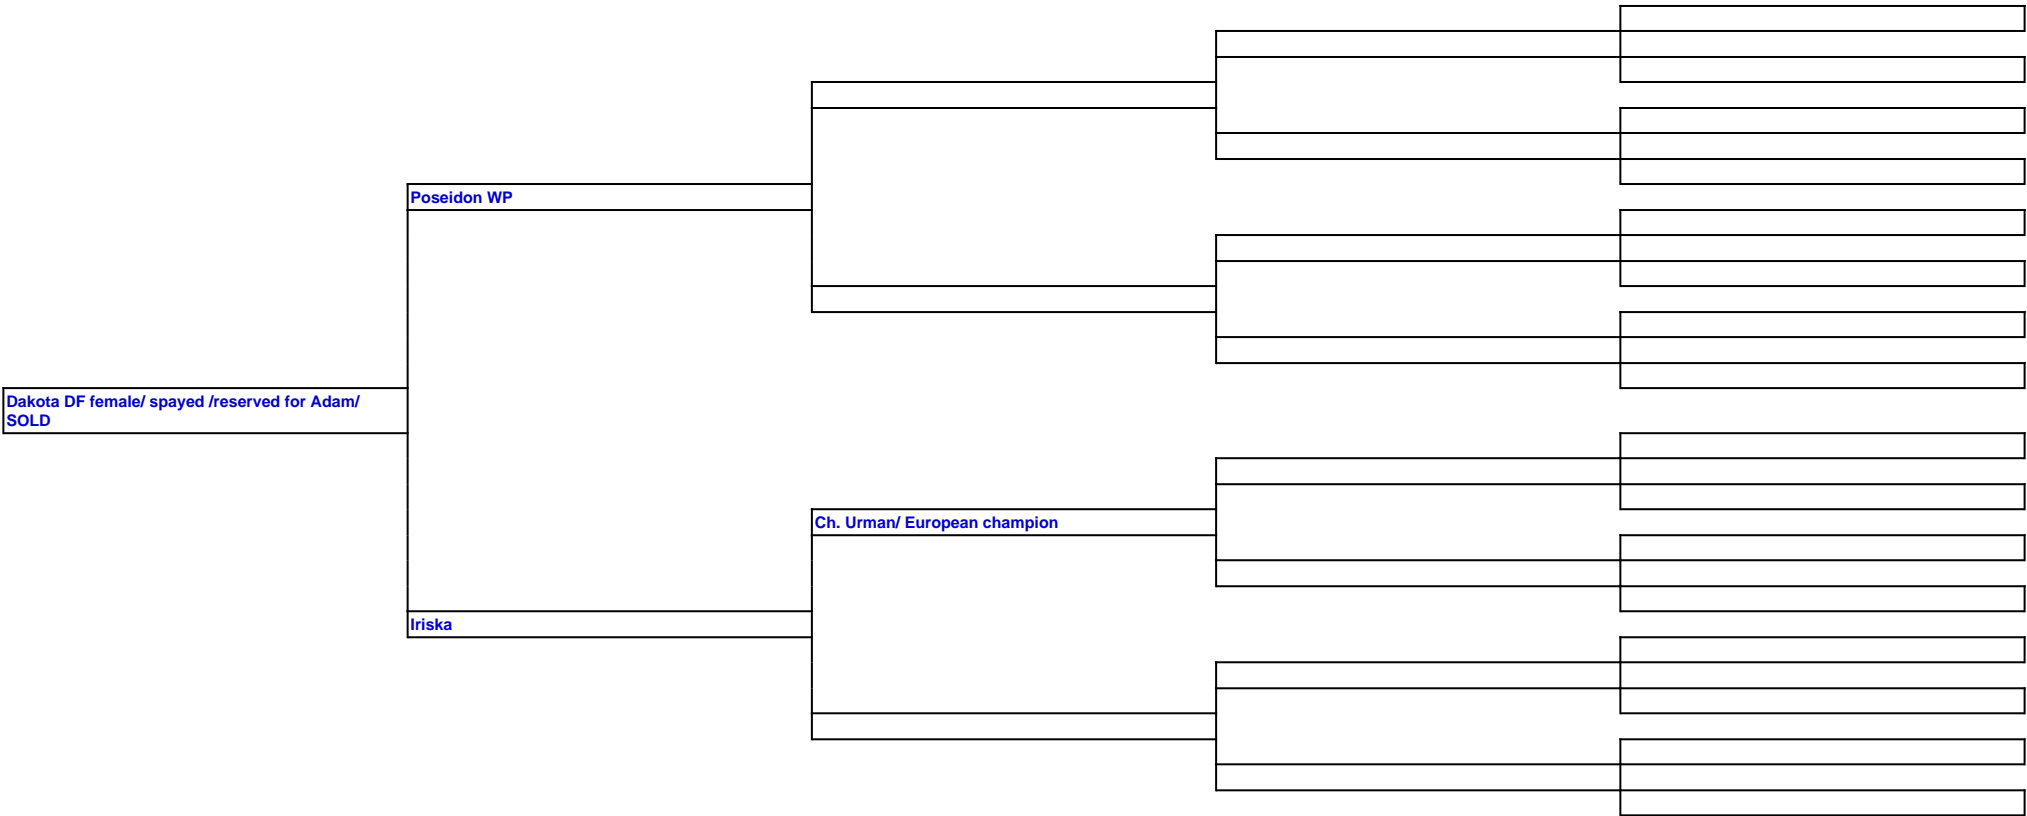 Poseidon WP
Dakota DF female/ spayed /reserved for Adam/
SOLD
Ch. Urman/ European champion
Iriska